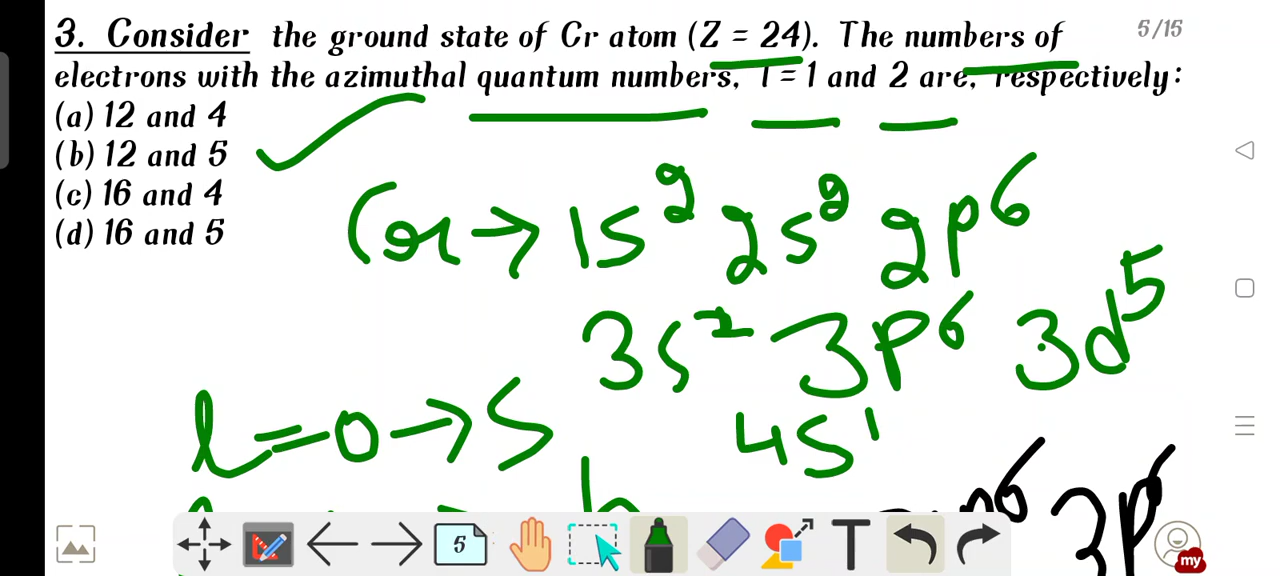 3. Consider the ground state of Cr atom (Z = 24). The numbers of
5/15
electrons with the azimuthal quantum numbers, l = 1 and 2 are, respectively:
(a) 12 and 4
(b) 12 and 5
(c) 16 and 4
(d) 16 and 5
Cr → 1s² 2s² 2p⁶
3s² 3p⁶ 3d⁵
l = 0 → S
4s¹
3p⁶
5
T
my